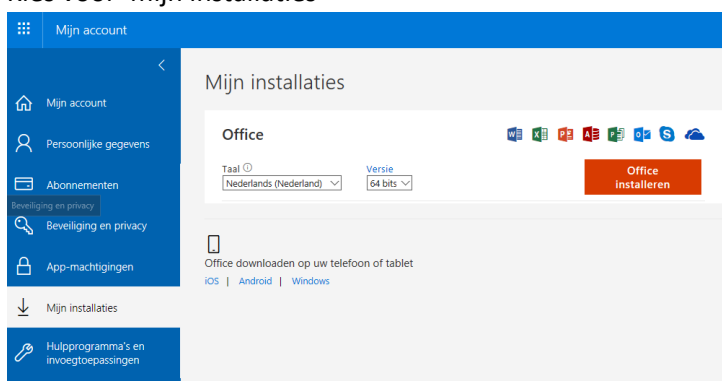 Kies voor 'Mijn installaties'
Mijn account
Mijn installaties
Mijn account
Persoonlijke gegevens
Abonnementen
Beveiliging en privacy
Beveiliging en privacy
App-machtigingen
Mijn installaties
Hulpprogramma's en
invoegtoepassingen
Office
Taal
Versie
Nederlands (Nederland)
64 bits
Office
installeren
Office downloaden op uw telefoon of tablet
iOS | Android | Windows